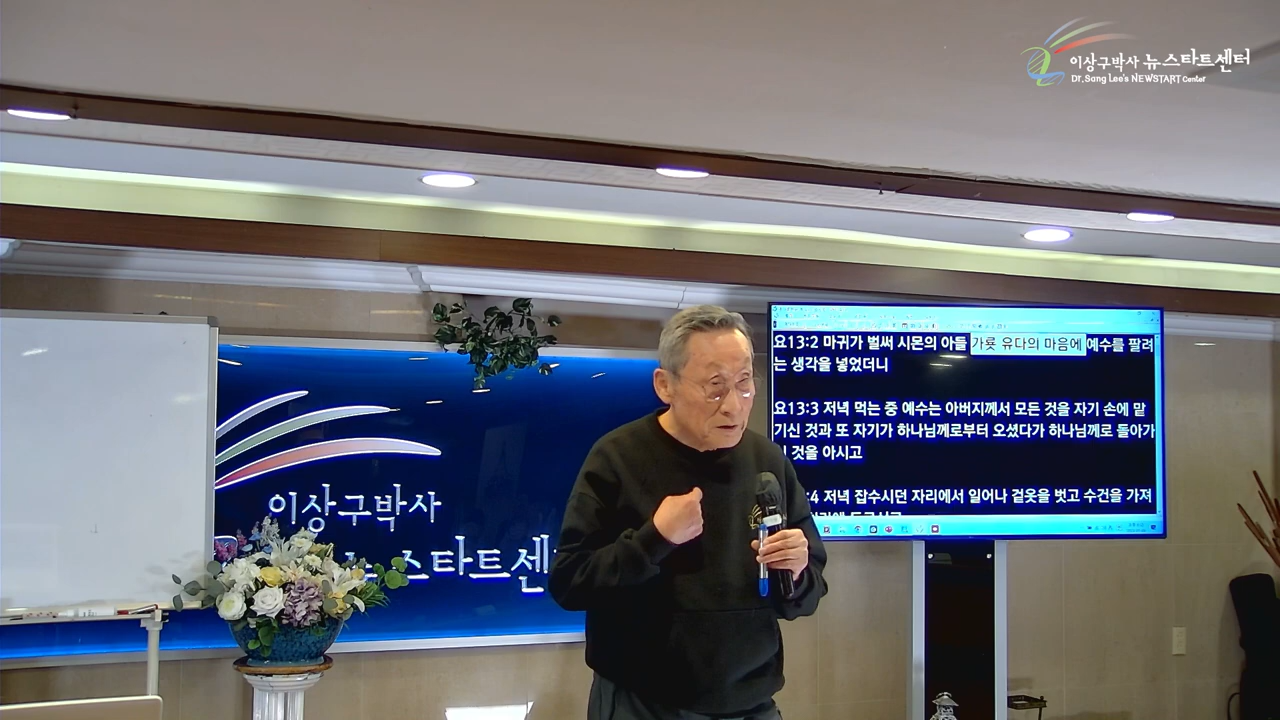 이상구박사 뉴스타트센터
Dr. Sang Lee's NEWSTART Center
요13:2 마귀가 벌써 시몬의 아들 가룟 유다의 마음에 예수를 팔려
는 생각을 넣었더니
요13:3 저녁 먹는 중 예수는 아버지께서 모든 것을 자기 손에 맡
기신 것과 또 자기가 하나님께로부터 오셨다가 하나님께로 돌아가
것을 아시고
:4 저녁 잡수시던 자리에서 일어나 겉옷을 벗고 수건을 가져
이상구박사
뉴스타트센